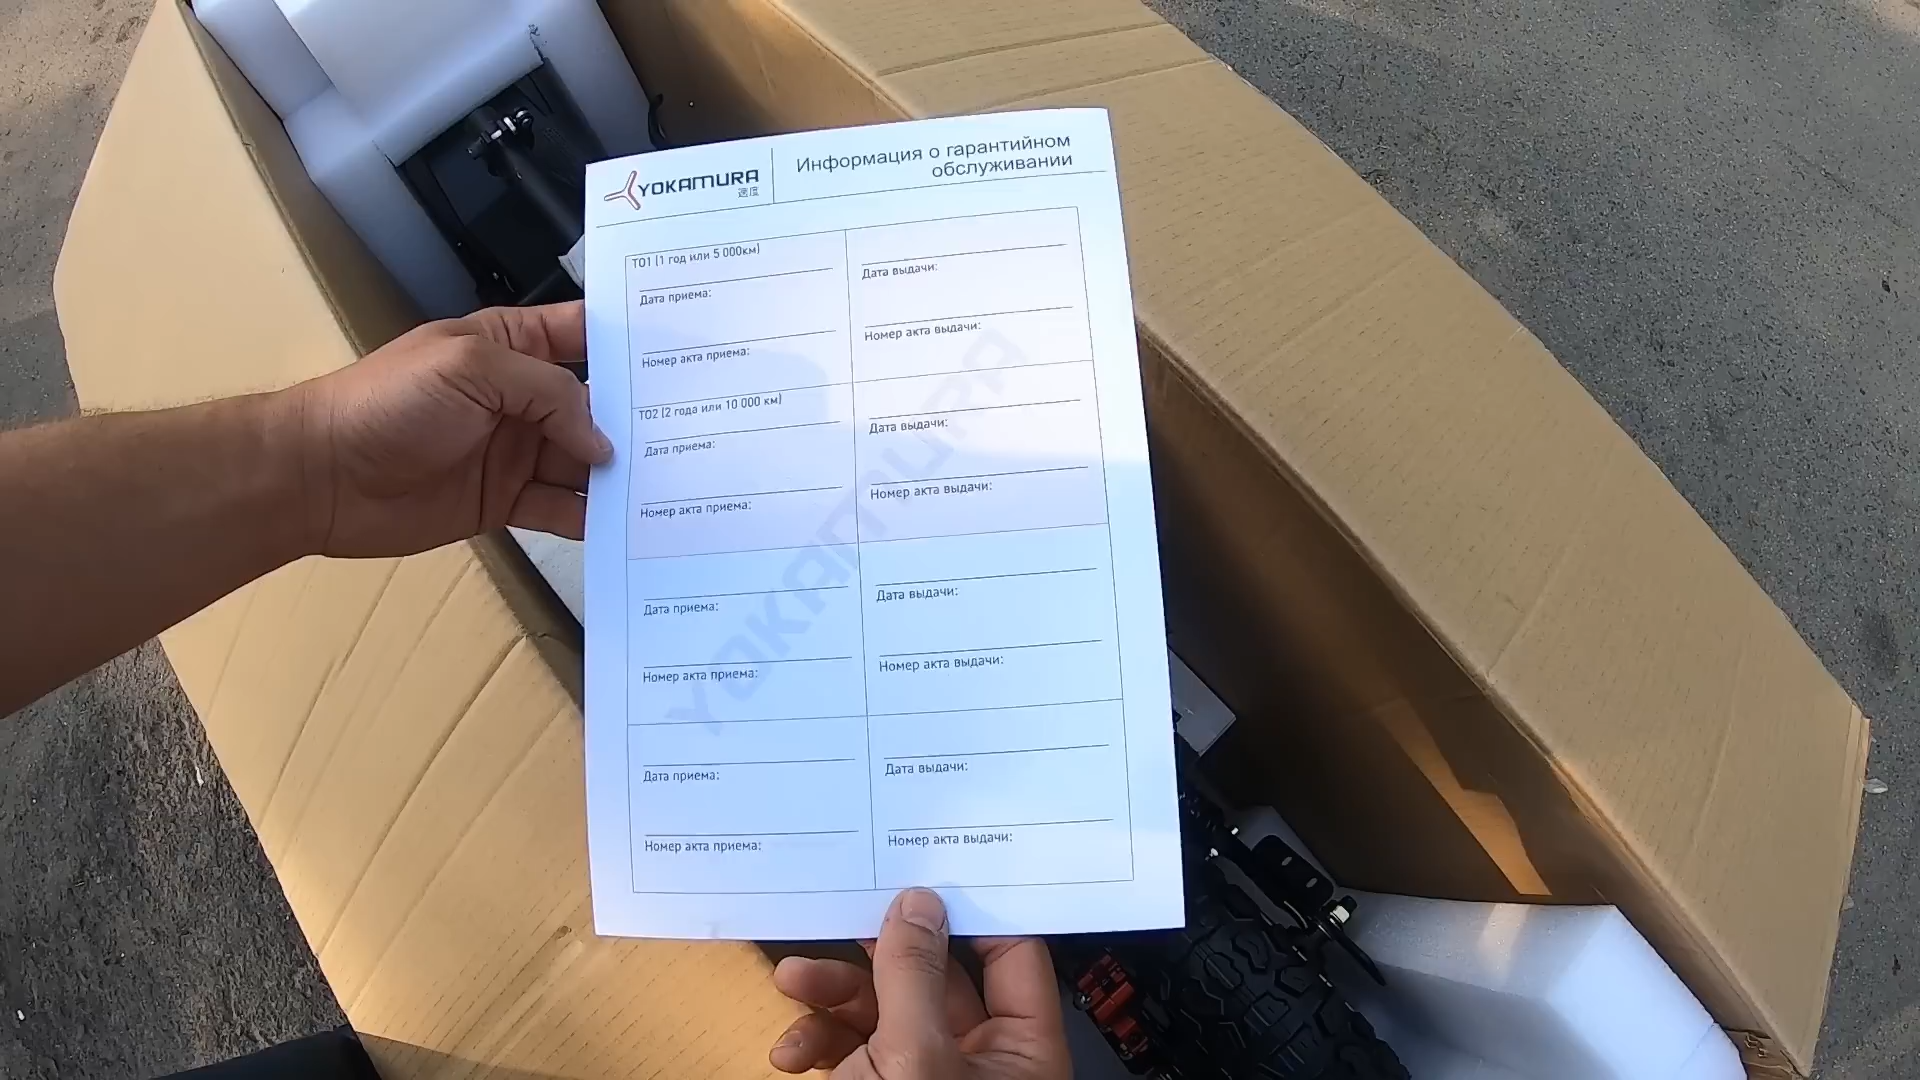 YOKAMURA
速度
Информация о гарантийном
обслуживании
ТО1 (1 год или 5 000км)
Дата приема:
Номер акта приема:
Дата выдачи:
Номер акта выдачи:
ТО2 (2 года или 10 000 км)
Дата приема:
Номер акта приема:
Дата выдачи:
Номер акта выдачи:
Дата приема:
Номер акта приема:
Дата выдачи:
Номер акта выдачи:
Дата приема:
Номер акта приема:
Дата выдачи:
Номер акта выдачи:
YOKAMURA